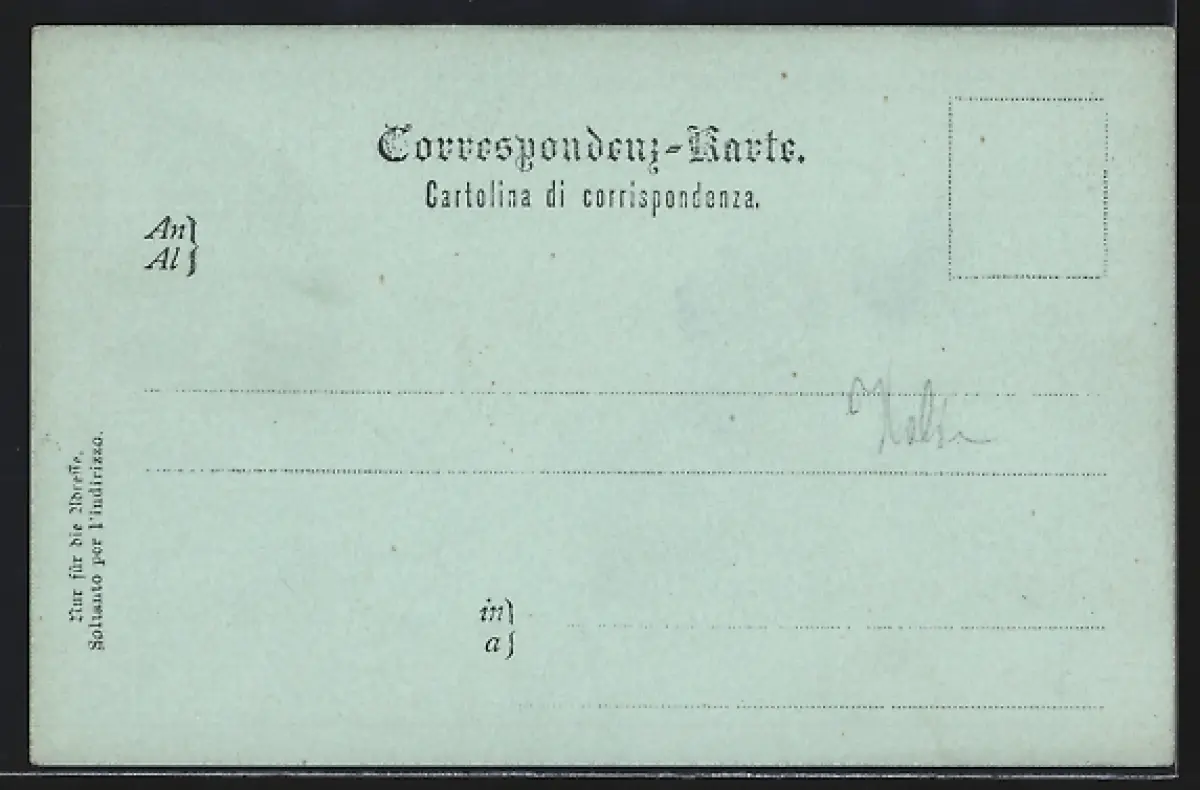 Correspondenz-Karte.
Cartolina di corrispondenza.
An }
Al }
in }
a }
Nur für die Adresse.
Soltanto per l'indirizzo.